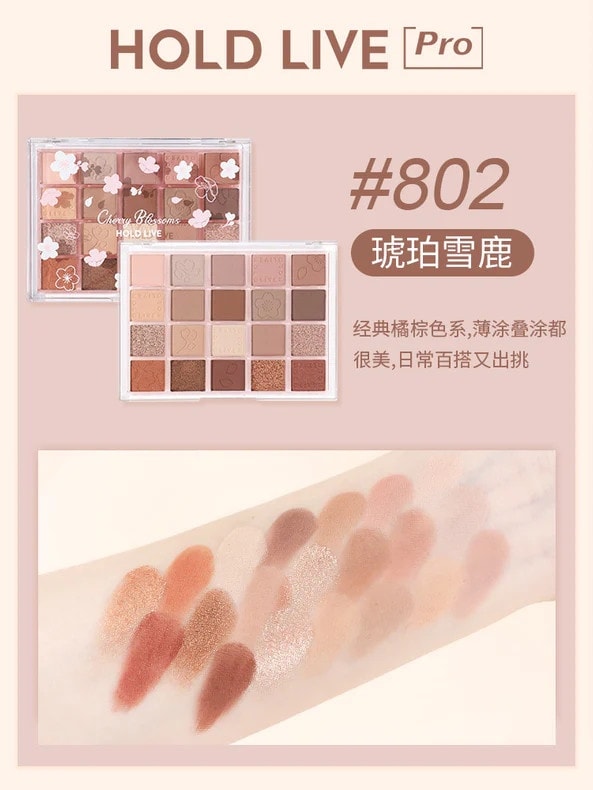 HOLD LIVE Pro
#802
琥珀雪鹿
经典橘棕色系,薄涂叠涂都
很美,日常百搭又出挑
Cherry Blossoms
HOLD LIVE